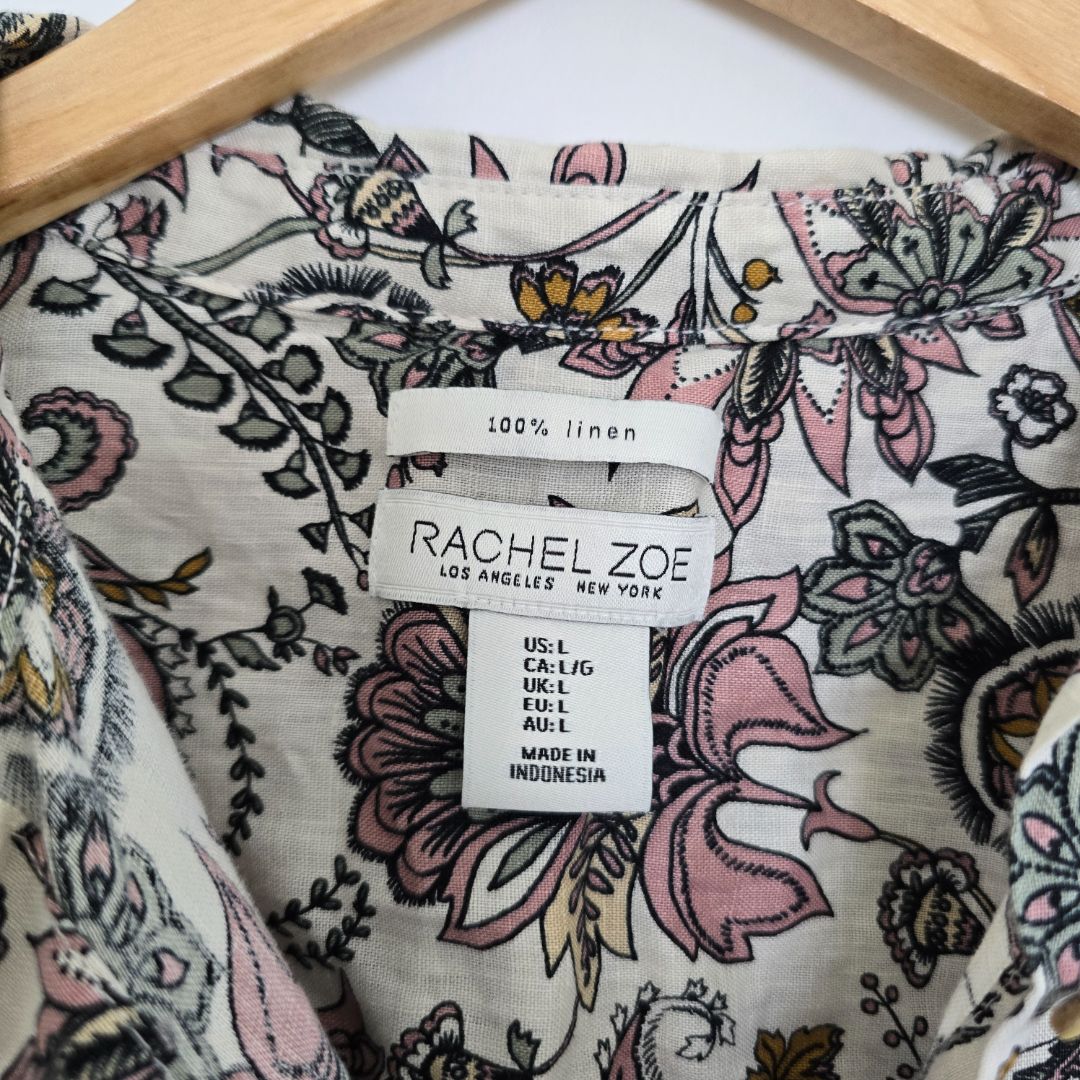 100% linen
RACHEL ZOE
LOS ANGELES NEW YORK
US: L
CA: L/G
UK: L
EU: L
AU: L
MADE IN
INDONESIA